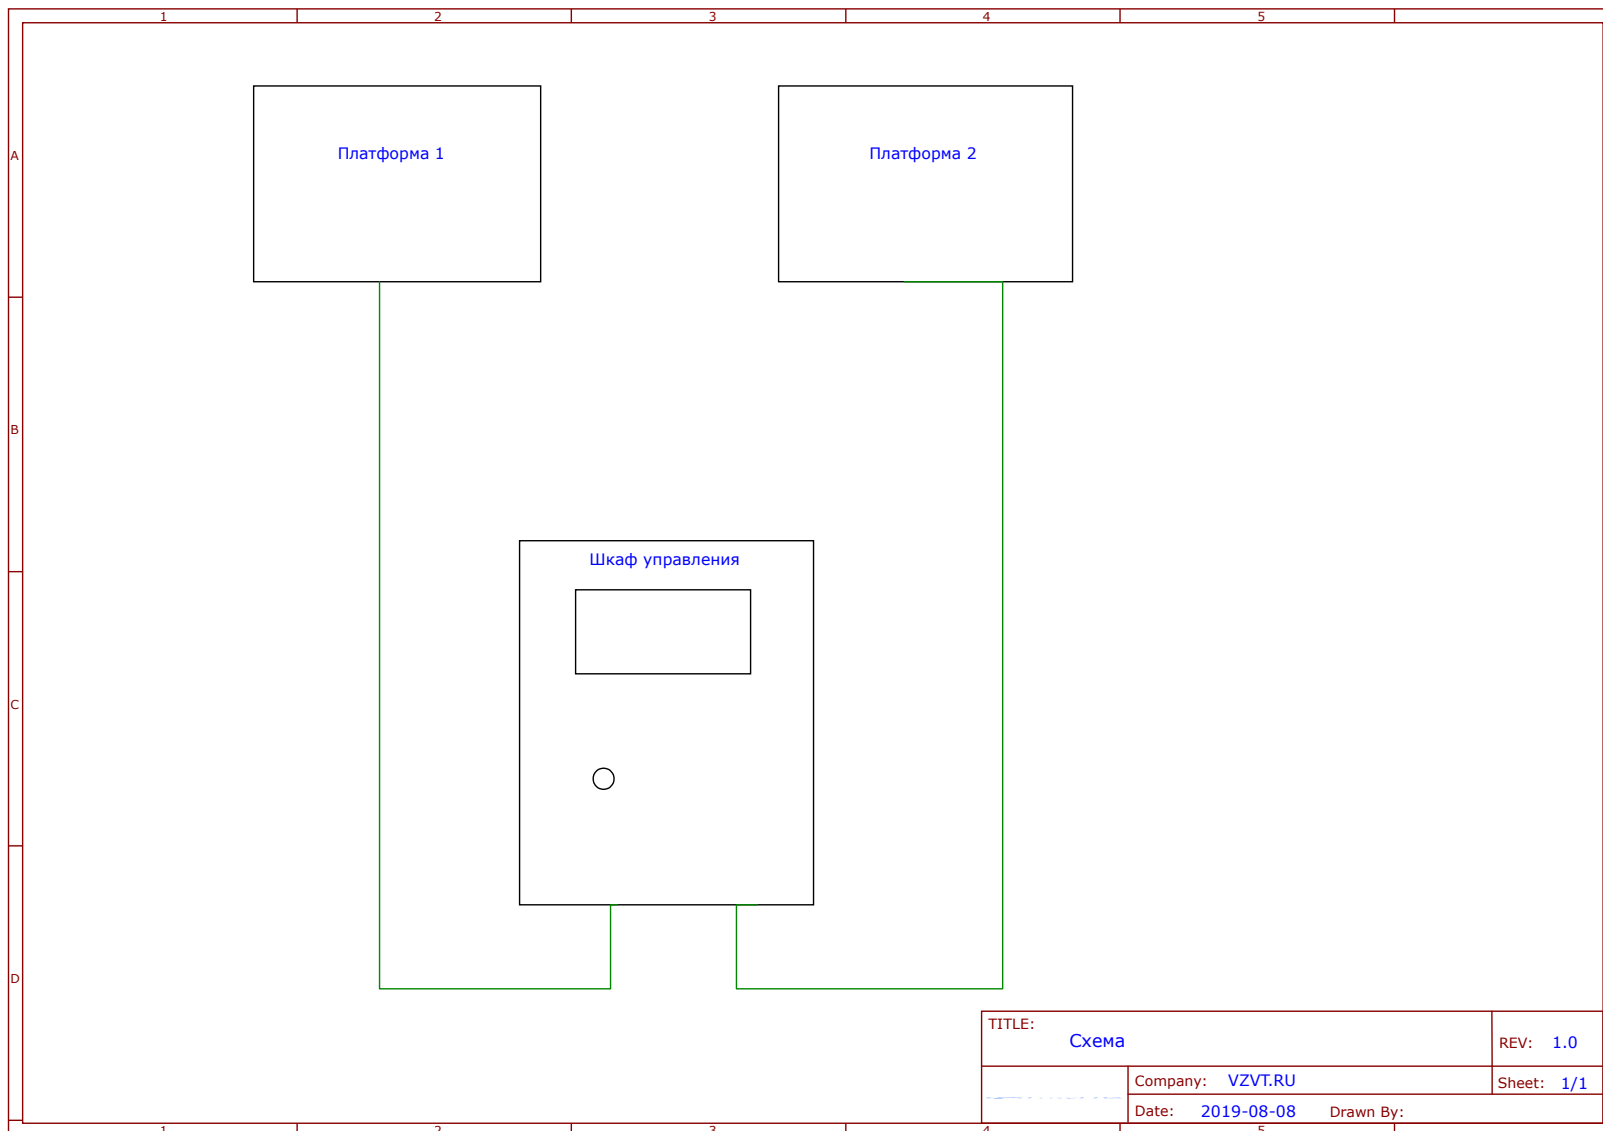 1 2 3 4 5
A
Платформа 1 Платформа 2
B
Шкаф управления
C
D
TITLE:
Схема
REV: 1.0
Company: VZVT.RU
Sheet: 1/1
Date: 2019-08-08 Drawn By:
1 2 3 4 5